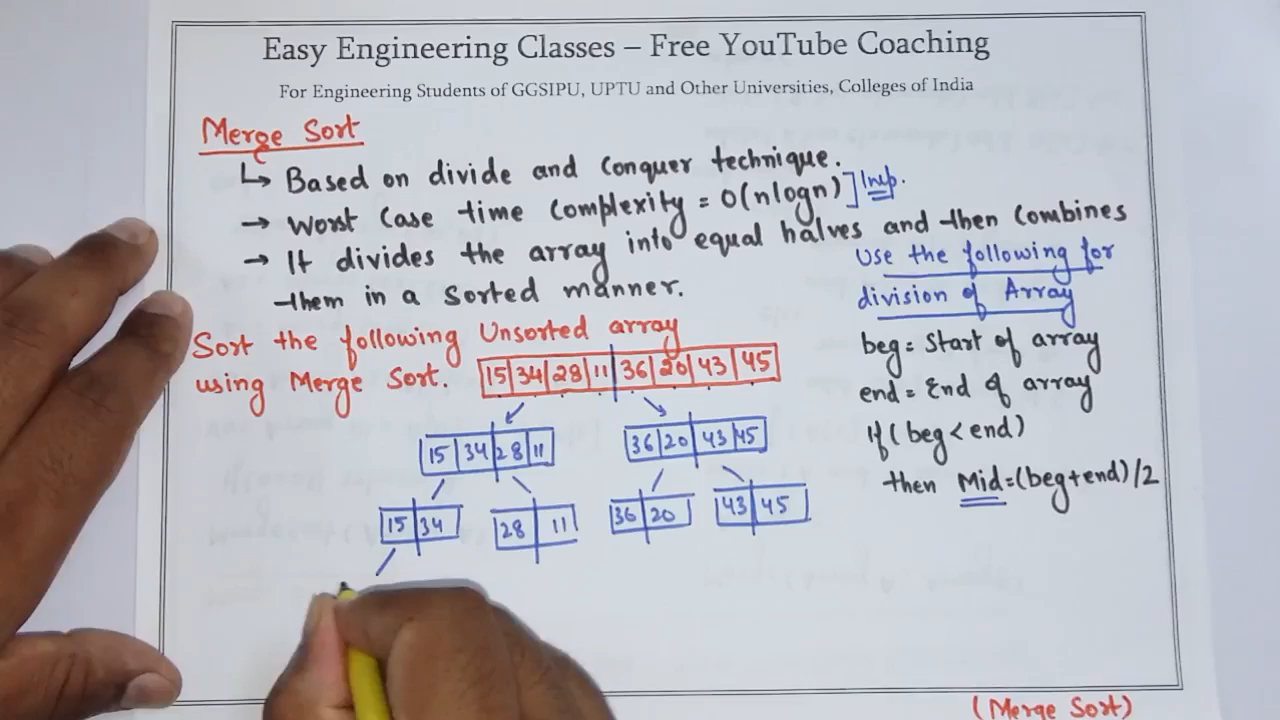 Easy Engineering Classes – Free YouTube Coaching
For Engineering Students of GGSIPU, UPTU and Other Universities, Colleges of India
Merge Sort
↳ Based on divide and Conquer technique.
→ Worst Case time Complexity = O(nlogn)] Imp.
→ It divides the array into equal halves and then Combines
them in a Sorted manner.
Sort the following Unsorted array
using Merge Sort.
15 34 28 11 36 20 43 45
15 34 28 11
36 20 43 45
15 34
28 11
36 20
43 45
Use the following for
division of Array
beg = Start of array
end = End of array
If (beg < end)
then Mid = (beg+end)/2
(Merge Sort)